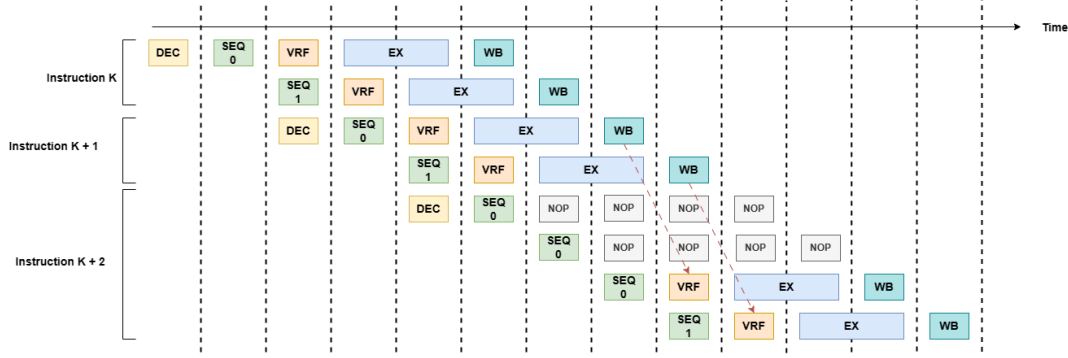 Time
Instruction K
DEC
SEQ
0
VRF
EX
WB
SEQ
1
VRF
EX
WB
Instruction K + 1
DEC
SEQ
0
VRF
EX
WB
SEQ
1
VRF
EX
WB
Instruction K + 2
DEC
SEQ
0
NOP
NOP
NOP
NOP
SEQ
0
NOP
NOP
NOP
NOP
SEQ
0
VRF
EX
WB
SEQ
1
VRF
EX
WB